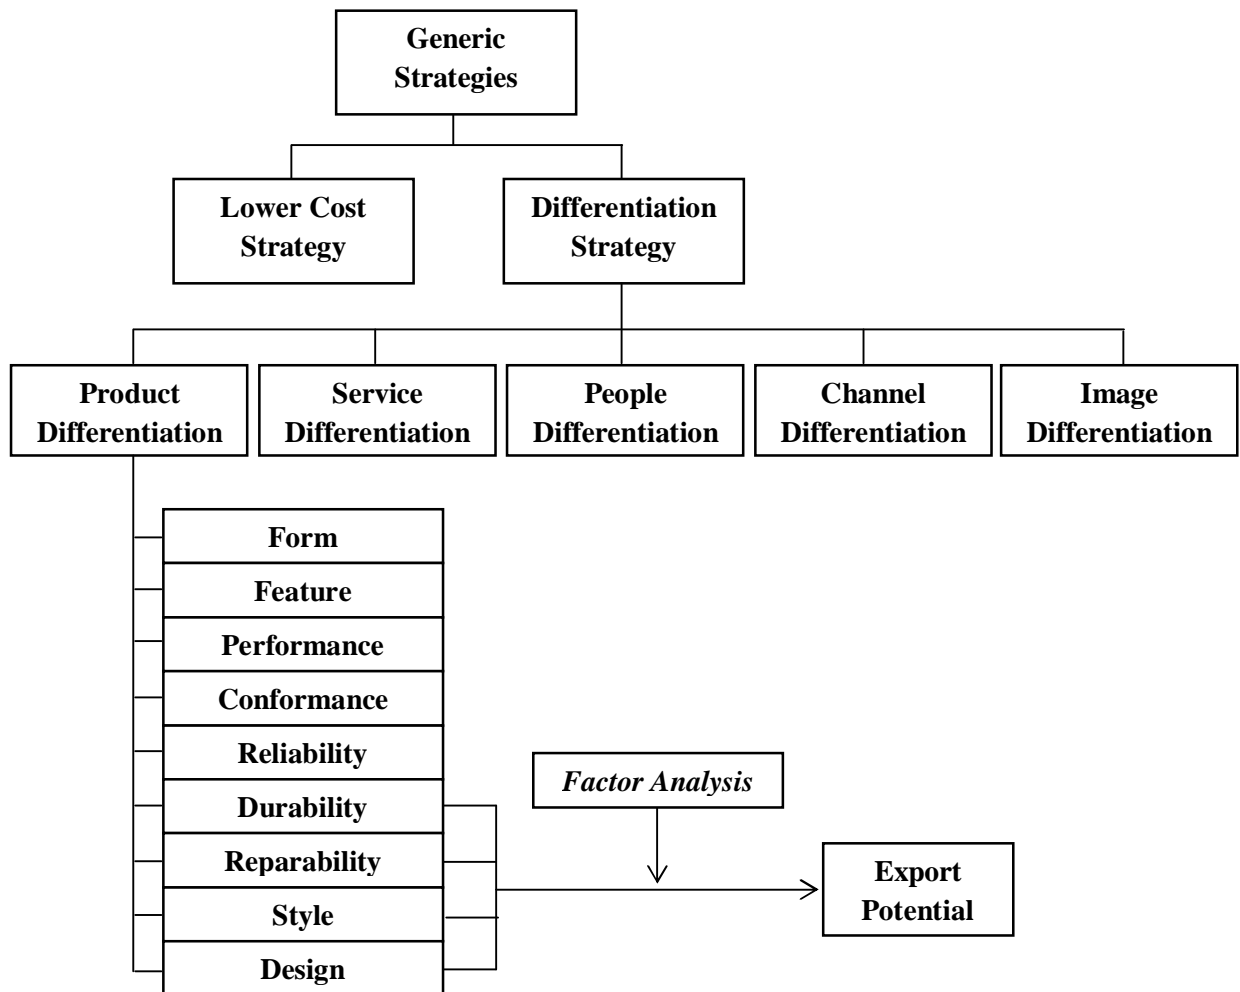 Generic
Strategies
Lower Cost
Strategy
Differentiation
Strategy
Product
Differentiation
Service
Differentiation
People
Differentiation
Channel
Differentiation
Image
Differentiation
Form
Feature
Performance
Conformance
Reliability
Durability
Reparability
Style
Design
Factor Analysis
Export
Potential